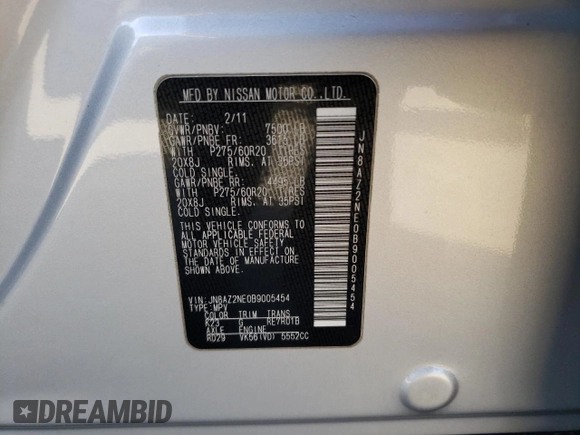 MFD BY NISSAN MOTOR CO.,LTD.
DATE: 2/11
GVWR/PNBV: 7500 LB
GAWR/PNBE FR: LB
WITH P275/60R20 TIRES
20X8J RIMS. AT 35PSI
COLD SINGLE.
GAWR/PNBE RR: 4495 LB
WITH P275/60R20 TIRES
20X8J RIMS. AT 35PSI
COLD SINGLE.
THIS VEHICLE CONFORMS TO
ALL APPLICABLE FEDERAL
MOTOR VEHICLE SAFETY
STANDARDS IN EFFECT ON
THE DATE OF MANUFACTURE
SHOWN ABOVE.
VIN: JN8AZ2NE0B9005454
TYPE: MPV
COLOR TRIM TRANS
K23 G RE7R01B
AXLE ENGINE
RD29 VK56(VD) 5552CC
JN8AZ2NE0B9005454
DREAMBID